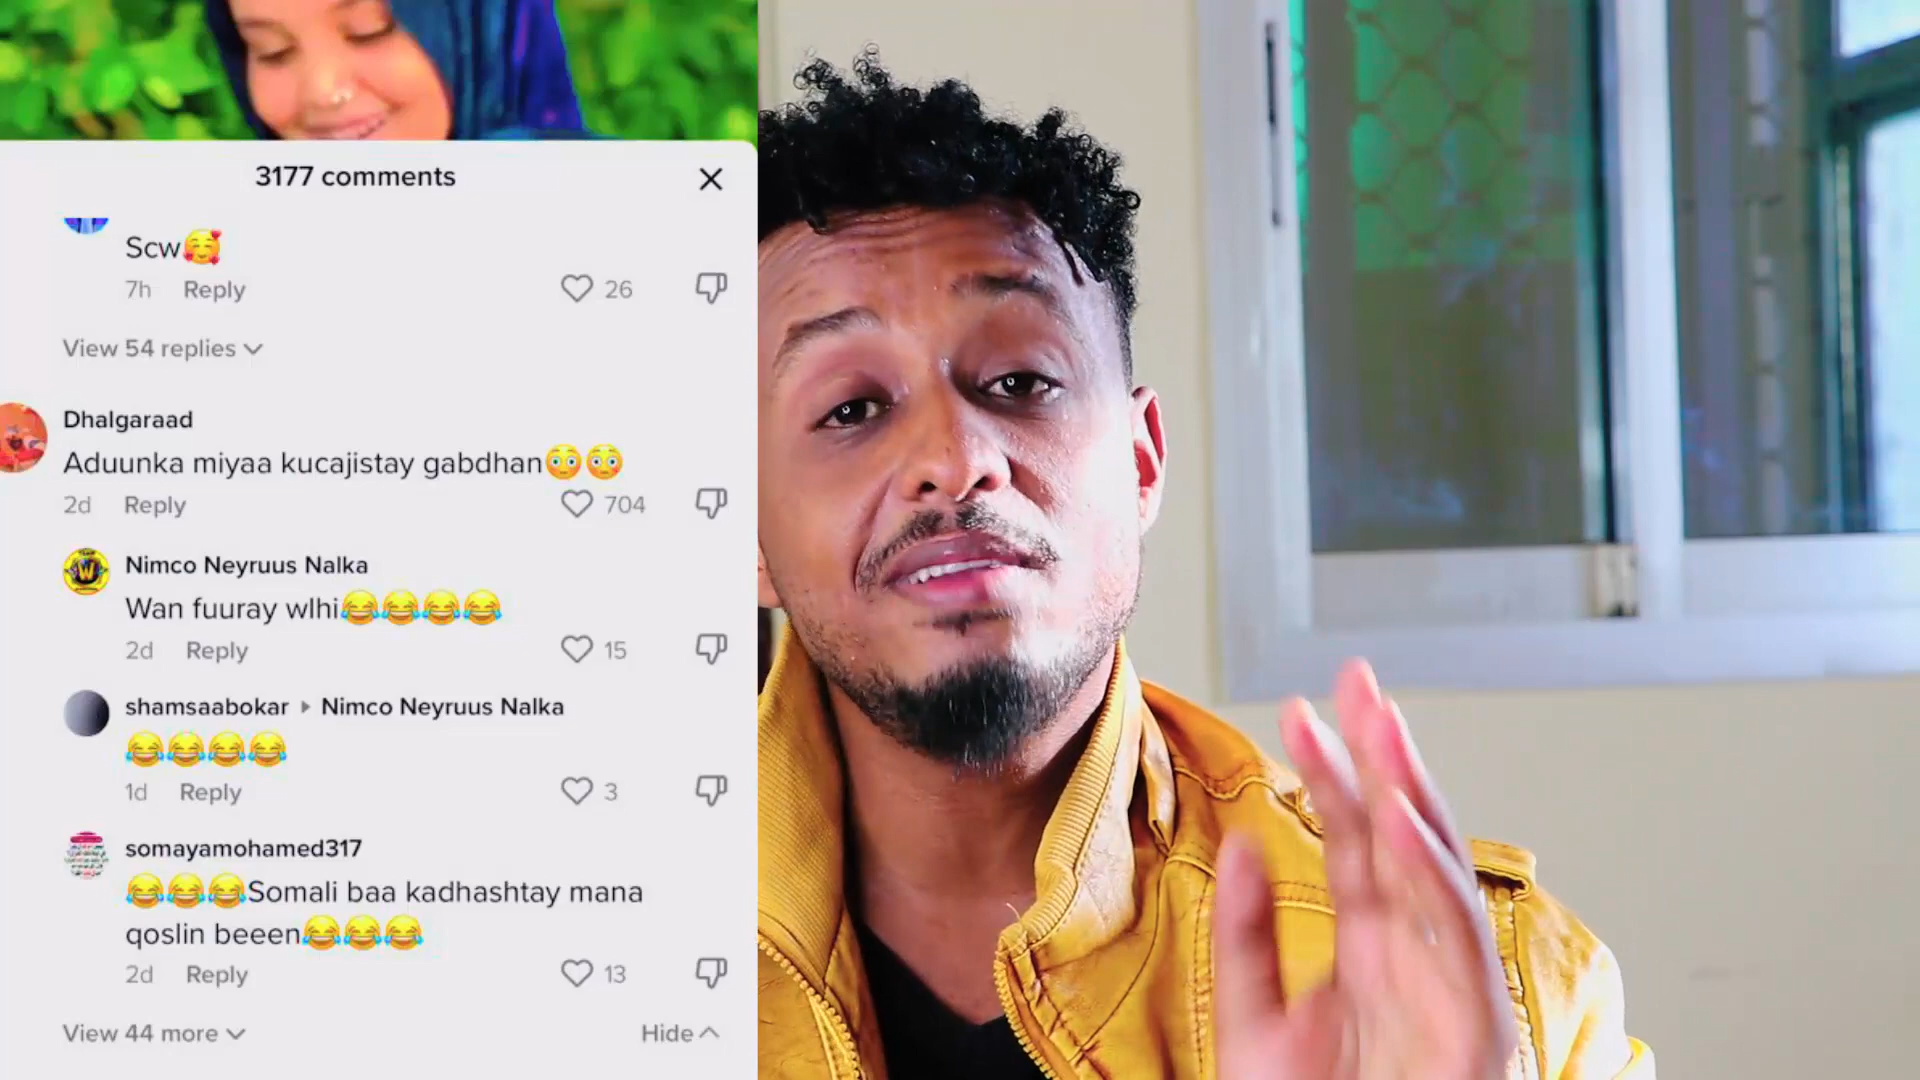 3177 comments
Scw🥰
7h Reply 26
View 54 replies
Dhalgaraad
Aduunka miyaa kucajistay gabdhan😳😳
2d Reply 704
Nimco Neyruus Nalka
Wan fuuray wlhi😂😂😂😂
2d Reply 15
shamsaabokar ▸ Nimco Neyruus Nalka
😂😂😂😂
1d Reply 3
somayamohamed317
😂😂😂Somali baa kadhashtay mana
qoslin beeen😂😂😂
2d Reply 13
View 44 more Hide